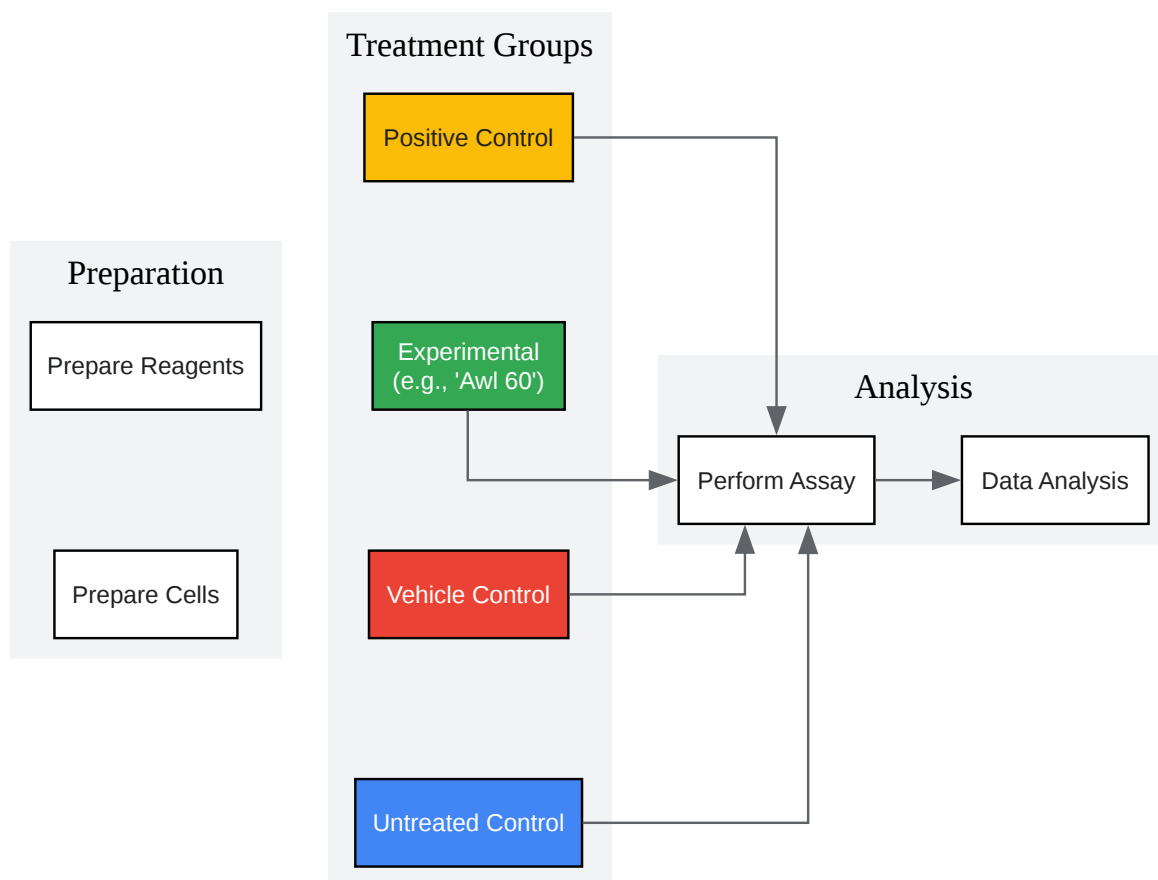 Treatment Groups
Positive Control
Preparation
Prepare Reagents
Prepare Cells
Experimental
(e.g., 'Awl 60')
Vehicle Control
Untreated Control
Analysis
Perform Assay
Data Analysis